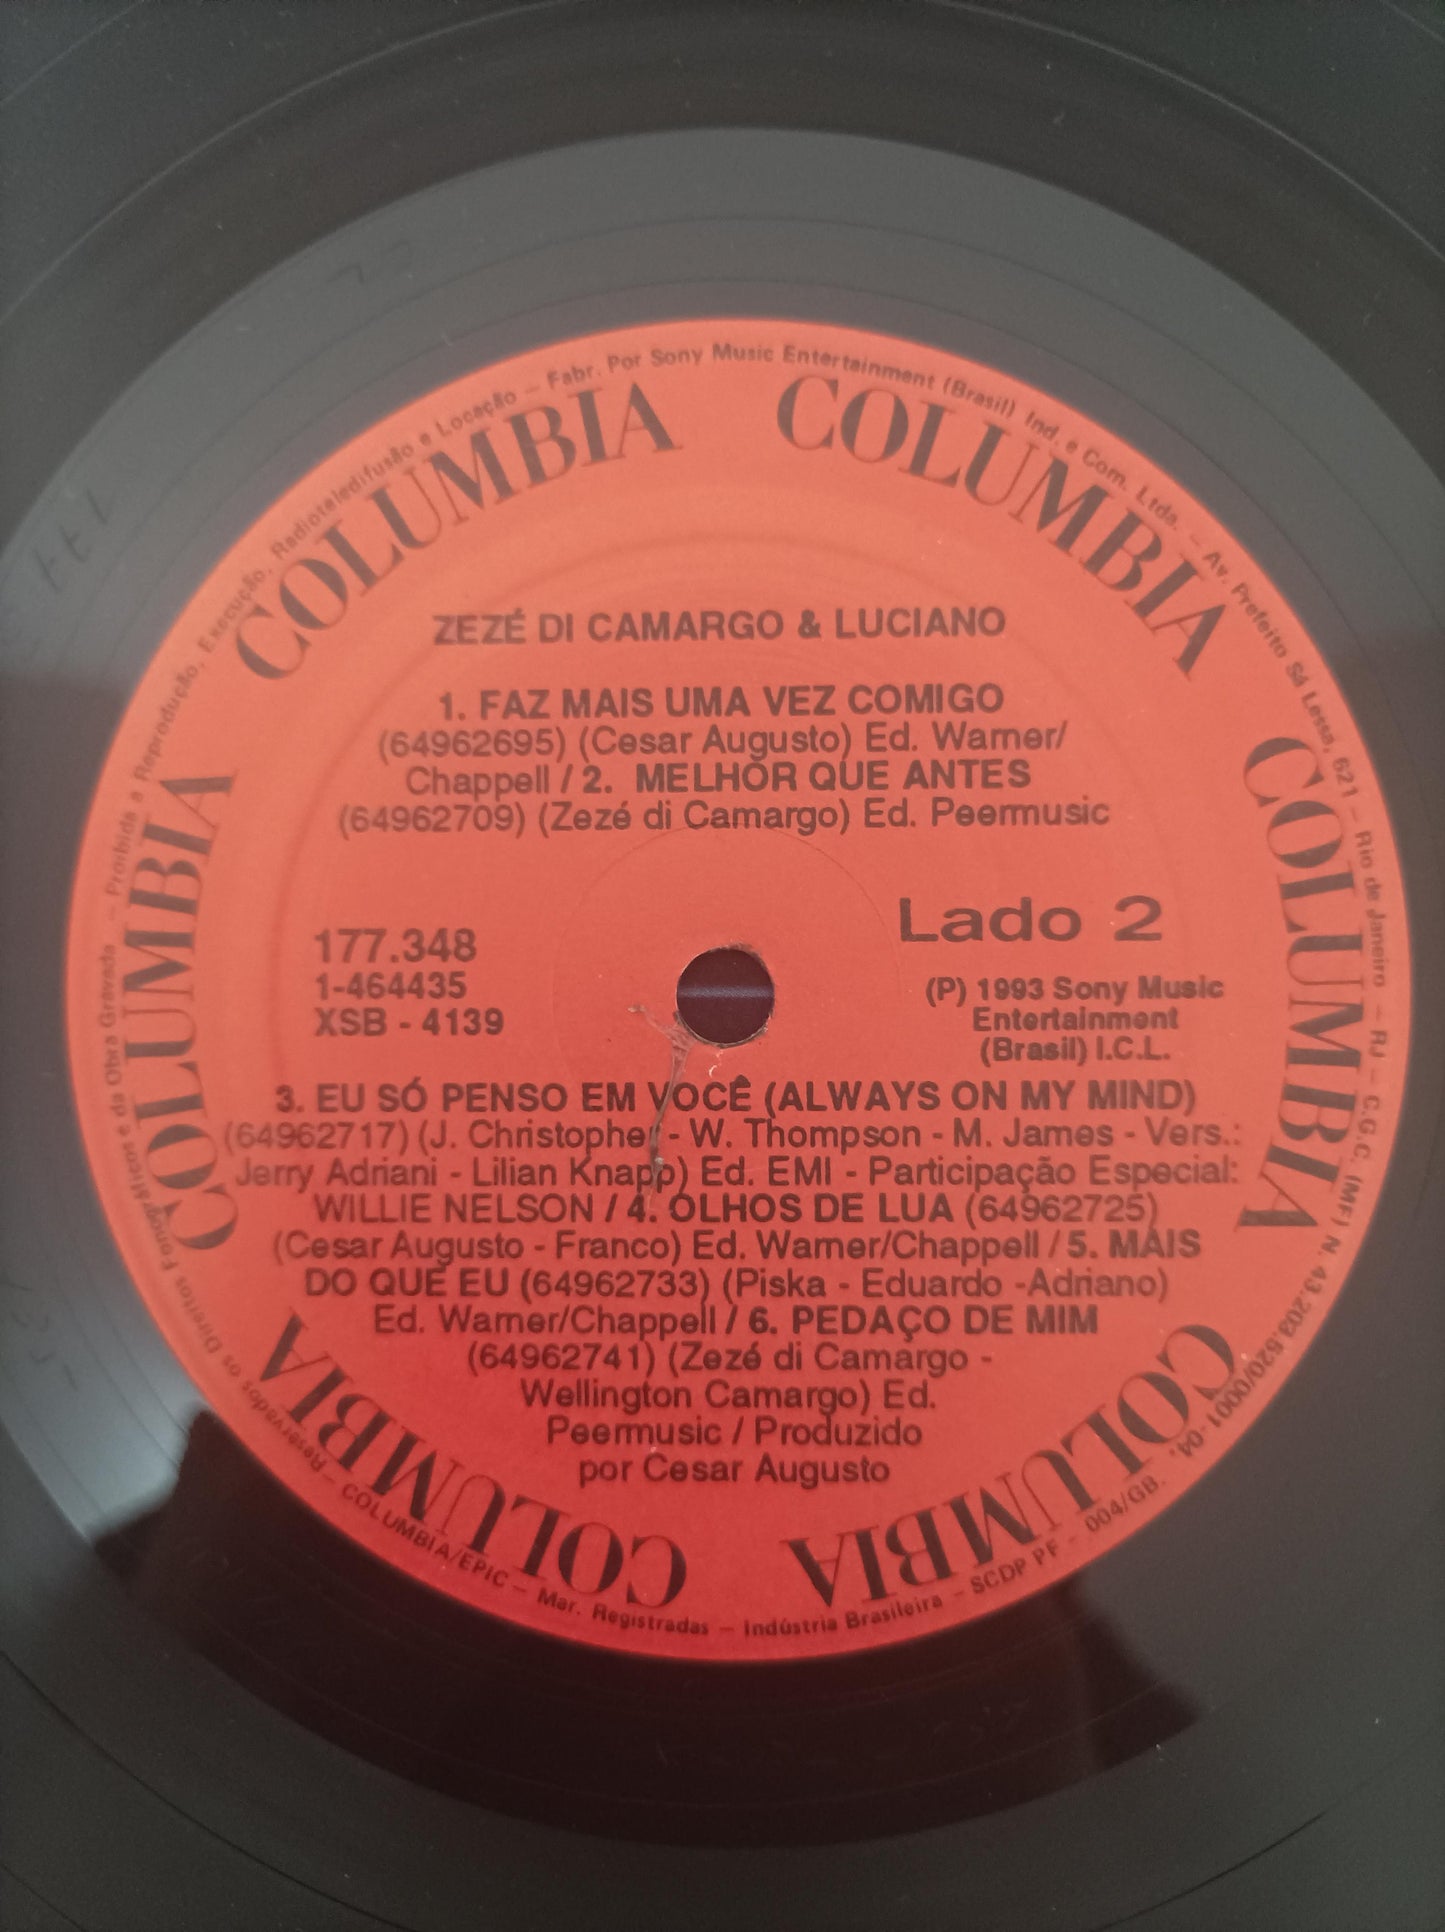 Reservados os Direitos Fonográficos e da Obra Gravada – Proibida a Reprodução, Execução, Radioteledifusão e Locação – Fabr. Por Sony Music Entertainment (Brasil) Ind. e Com. Ltda. – Av. Prefeito Sá Lessa, 621 – Rio de Janeiro – RJ – C.G.C. (MF) N. 43.203.520/0001-04.
COLUMBIA
COLUMBIA
COLUMBIA
COLUMBIA
COLUMBIA
COLUMBIA
ZEZÉ DI CAMARGO & LUCIANO
1. FAZ MAIS UMA VEZ COMIGO
(64962695) (Cesar Augusto) Ed. Warner/
Chappell / 2. MELHOR QUE ANTES
(64962709) (Zezé di Camargo) Ed. Peermusic
Lado 2
177.348
1-464435
XSB - 4139
(P) 1993 Sony Music
Entertainment
(Brasil) I.C.L.
3. EU SÓ PENSO EM VOCÊ (ALWAYS ON MY MIND)
(64962717) (J. Christopher - W. Thompson - M. James - Vers.:
Jerry Adriani - Lilian Knapp) Ed. EMI - Participação Especial:
WILLIE NELSON / 4. OLHOS DE LUA (64962725)
(Cesar Augusto - Franco) Ed. Warner/Chappell / 5. MAIS
DO QUE EU (64962733) (Piska - Eduardo -Adriano)
Ed. Warner/Chappell / 6. PEDAÇO DE MIM
(64962741) (Zezé di Camargo -
Wellington Camargo) Ed.
Peermusic / Produzido
por Cesar Augusto
COLUMBIA
COLUMBIA/EPIC – Mar. Registradas – Indústria Brasileira – SCDP PF – 004/GB.